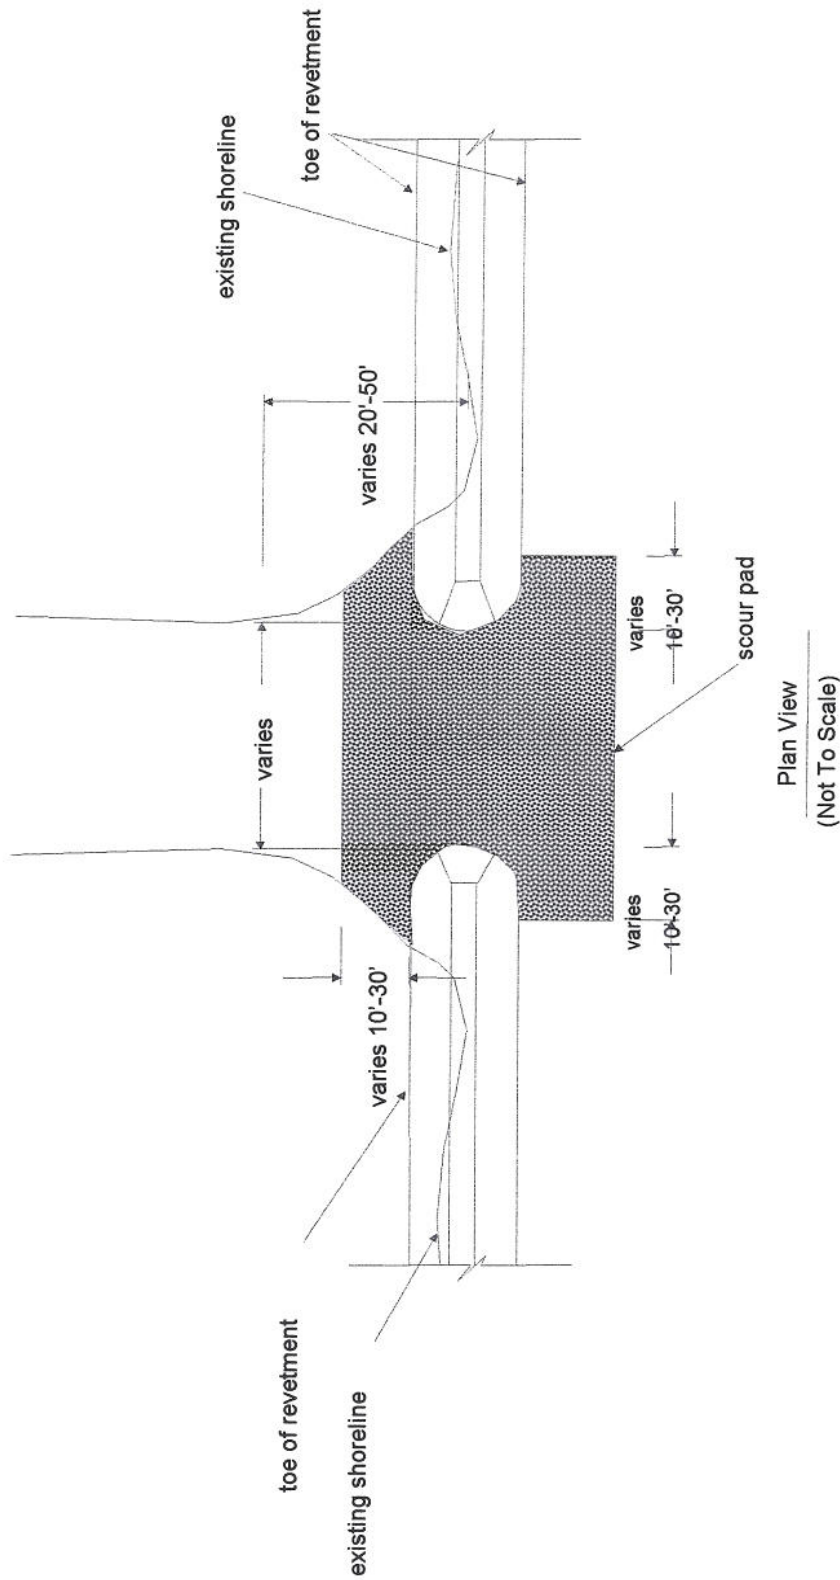 toe of revetment
existing shoreline
varies 20'-50'
varies
varies 10'-30'
toe of revetment
existing shoreline
varies
10'-30'
varies
10'-30'
scour pad
Plan View
(Not To Scale)